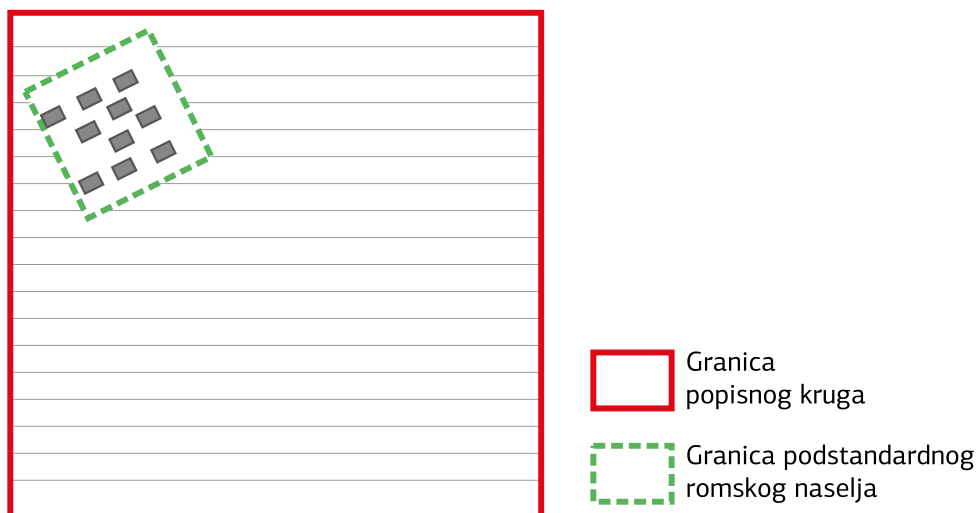 Granica
popisnog kruga
Granica podstandardnog
romskog naselja